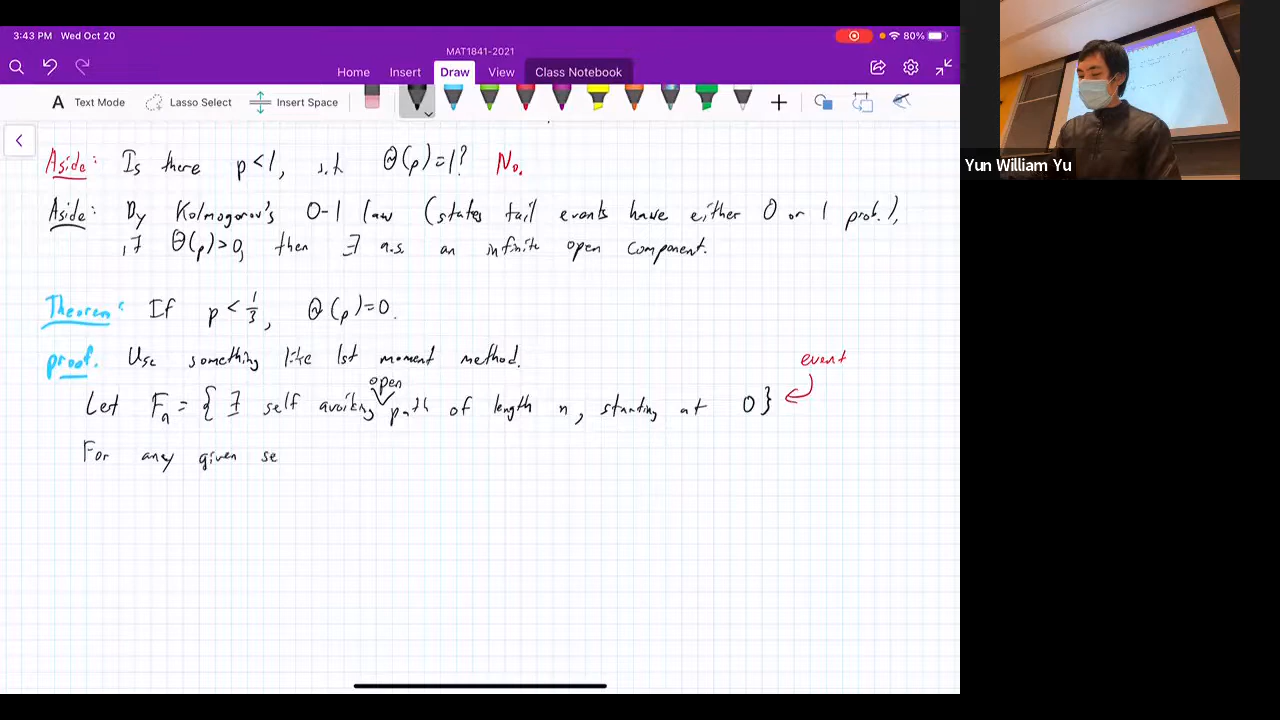 3:43 PM Wed Oct 20
80%
MAT1841-2021
Home Insert Draw View Class Notebook
A Text Mode Lasso Select Insert Space
Aside: Is there p<1, s.t Θ(p)=1? No.
Aside: By Kolmogorov's 0-1 law (states tail events have either 0 or 1 prob.),
if Θ(p)>0, then ∃ a.s. an infinite open component.
Theorem: If p < 1/3, Θ(p)=0.
proof. Use something like 1st moment method.
event
open
Let Fₙ = { ∃ self avoiding path of length n, starting at 0}
For any given se
Yun William Yu